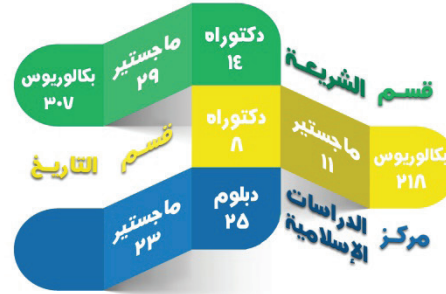 قسم الشريعة
دكتوراه
١٤
ماجستير
٢٩
بكالوريوس
٣٠٧
قسم التاريخ
دكتوراه
٨
ماجستير
١١
بكالوريوس
٢١٨
مركز الدراسات
الإسلامية
دبلوم
٢٥
ماجستير
٢٣